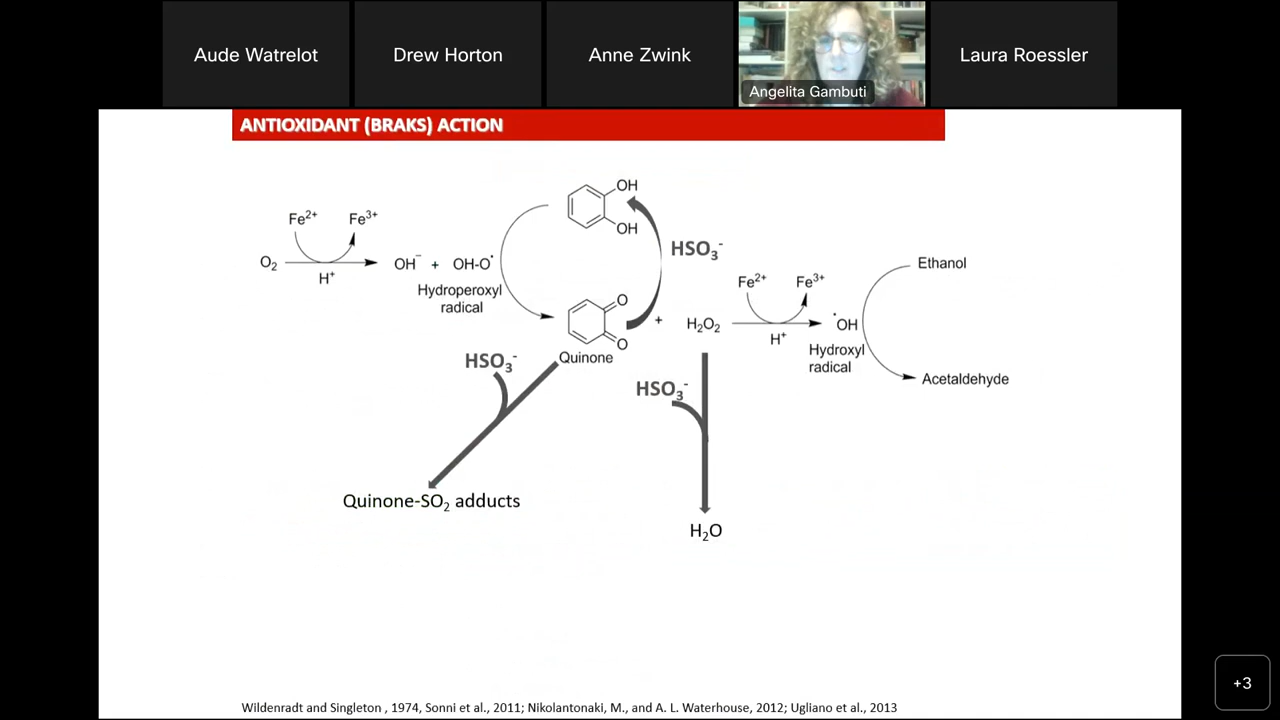 Aude Watrelot
Drew Horton
Anne Zwink
Angelita Gambuti
Laura Roessler
ANTIOXIDANT (BRAKS) ACTION
OH
OH
Fe²⁺ Fe³⁺
O₂
H⁺
OH⁻ + OH-O˙
Hydroperoxyl
radical
HSO₃⁻
O
O
Quinone
+ H₂O₂
Fe²⁺ Fe³⁺
H⁺
˙OH
Hydroxyl
radical
Ethanol
Acetaldehyde
HSO₃⁻
HSO₃⁻
Quinone-SO₂ adducts
H₂O
Wildenradt and Singleton , 1974, Sonni et al., 2011; Nikolantonaki, M., and A. L. Waterhouse, 2012; Ugliano et al., 2013
+3